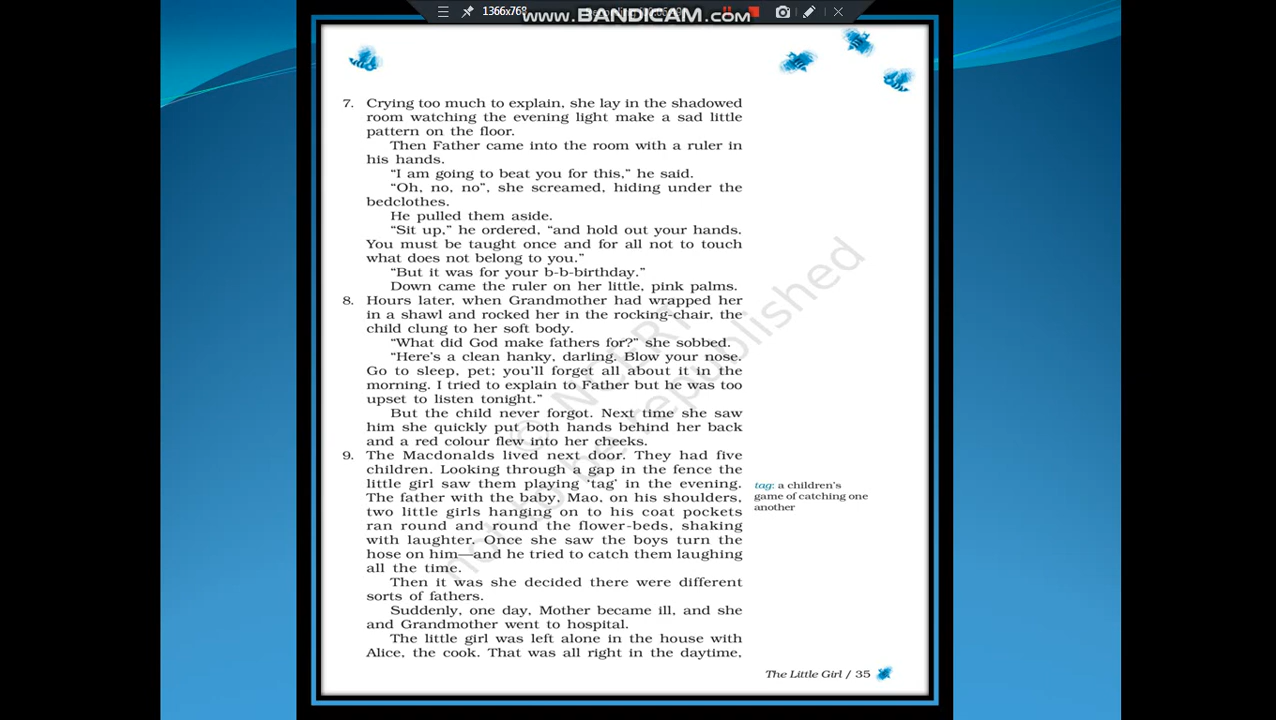 1366x768
www.BANDICAM.com
7. Crying too much to explain, she lay in the shadowed
room watching the evening light make a sad little
pattern on the floor.
Then Father came into the room with a ruler in
his hands.
“I am going to beat you for this,” he said.
“Oh, no, no”, she screamed, hiding under the
bedclothes.
He pulled them aside.
“Sit up,” he ordered, “and hold out your hands.
You must be taught once and for all not to touch
what does not belong to you.”
“But it was for your b-b-birthday.”
Down came the ruler on her little, pink palms.
8. Hours later, when Grandmother had wrapped her
in a shawl and rocked her in the rocking-chair, the
child clung to her soft body.
“What did God make fathers for?” she sobbed.
“Here’s a clean hanky, darling. Blow your nose.
Go to sleep, pet; you’ll forget all about it in the
morning. I tried to explain to Father but he was too
upset to listen tonight.”
But the child never forgot. Next time she saw
him she quickly put both hands behind her back
and a red colour flew into her cheeks.
9. The Macdonalds lived next door. They had five
children. Looking through a gap in the fence the
little girl saw them playing ‘tag’ in the evening.
The father with the baby, Mao, on his shoulders,
two little girls hanging on to his coat pockets
ran round and round the flower-beds, shaking
with laughter. Once she saw the boys turn the
hose on him—and he tried to catch them laughing
all the time.
tag: a children’s
game of catching one
another
Then it was she decided there were different
sorts of fathers.
Suddenly, one day, Mother became ill, and she
and Grandmother went to hospital.
The little girl was left alone in the house with
Alice, the cook. That was all right in the daytime,
The Little Girl / 35
© NCERT
not to be republished